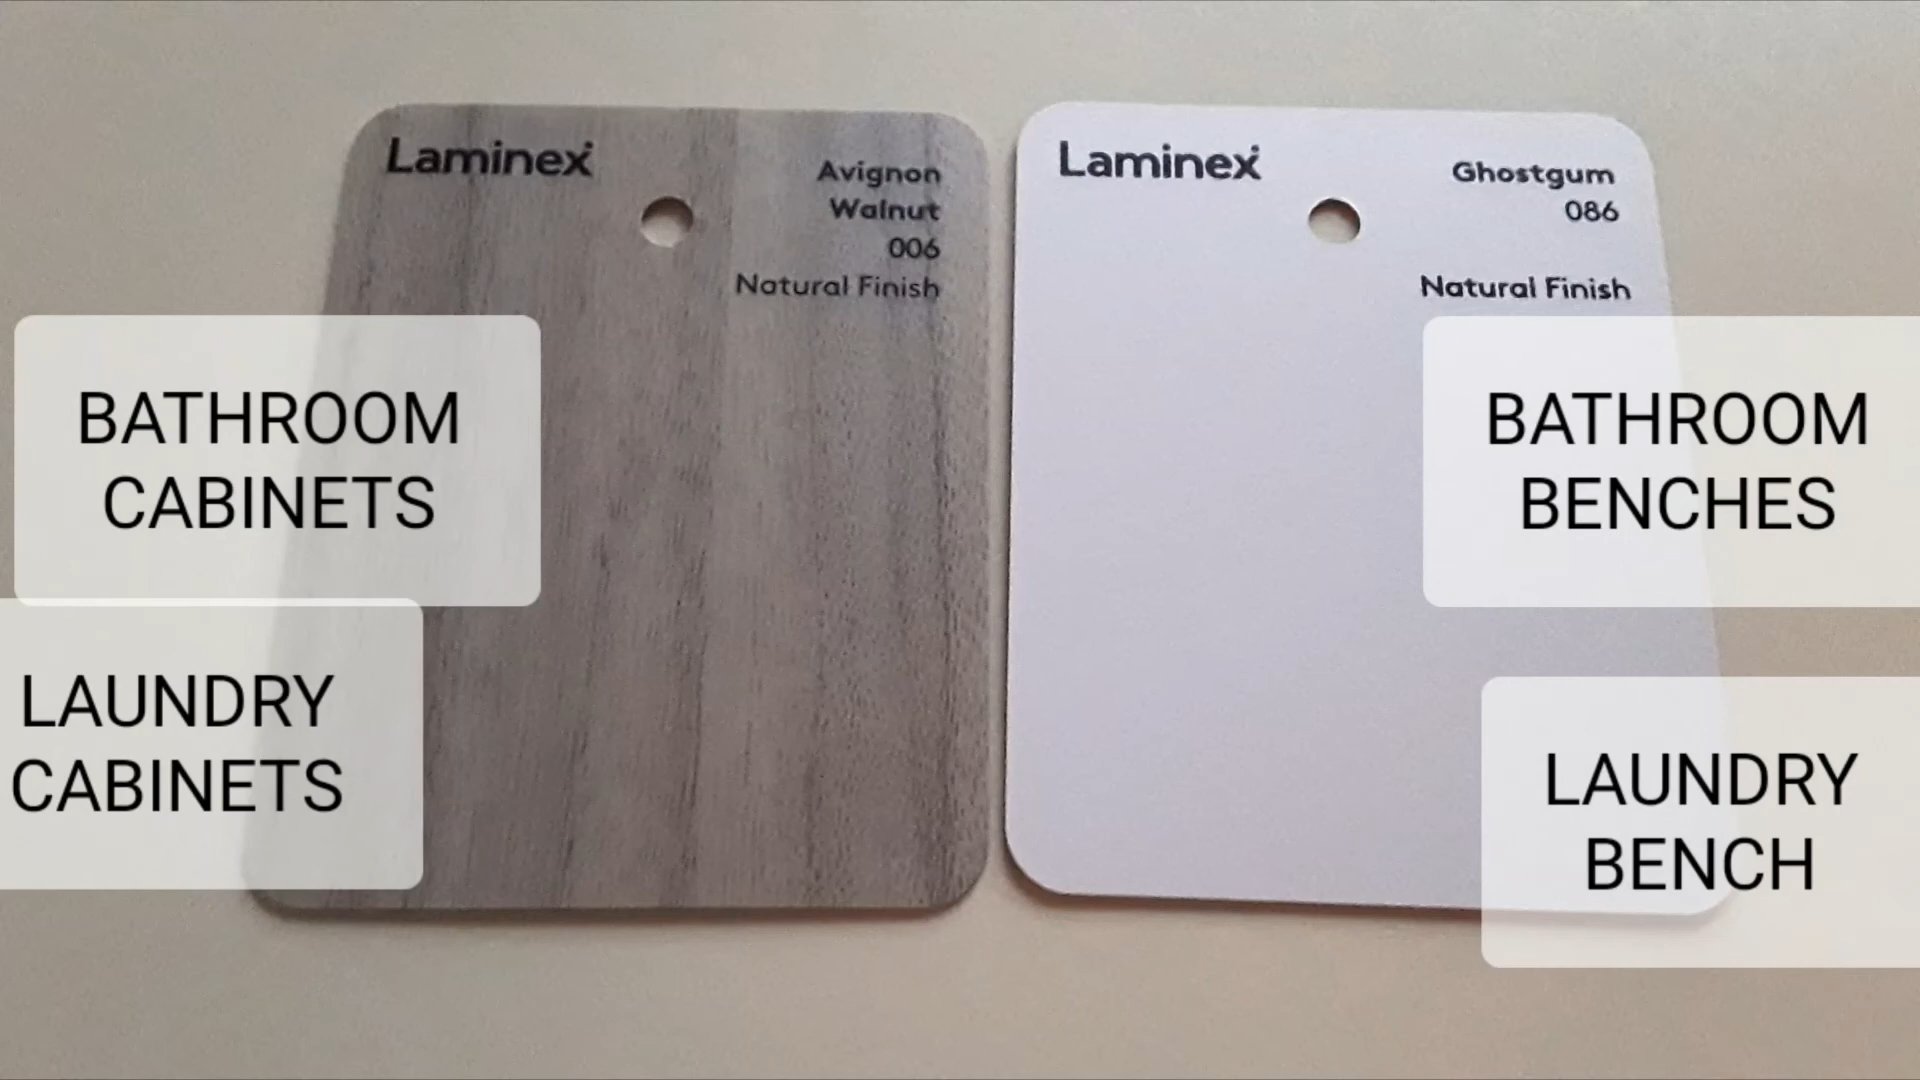 Laminex
Avignon
Walnut
006
Natural Finish
BATHROOM
CABINETS
LAUNDRY
CABINETS
Laminex
Ghostgum
086
Natural Finish
BATHROOM
BENCHES
LAUNDRY
BENCH